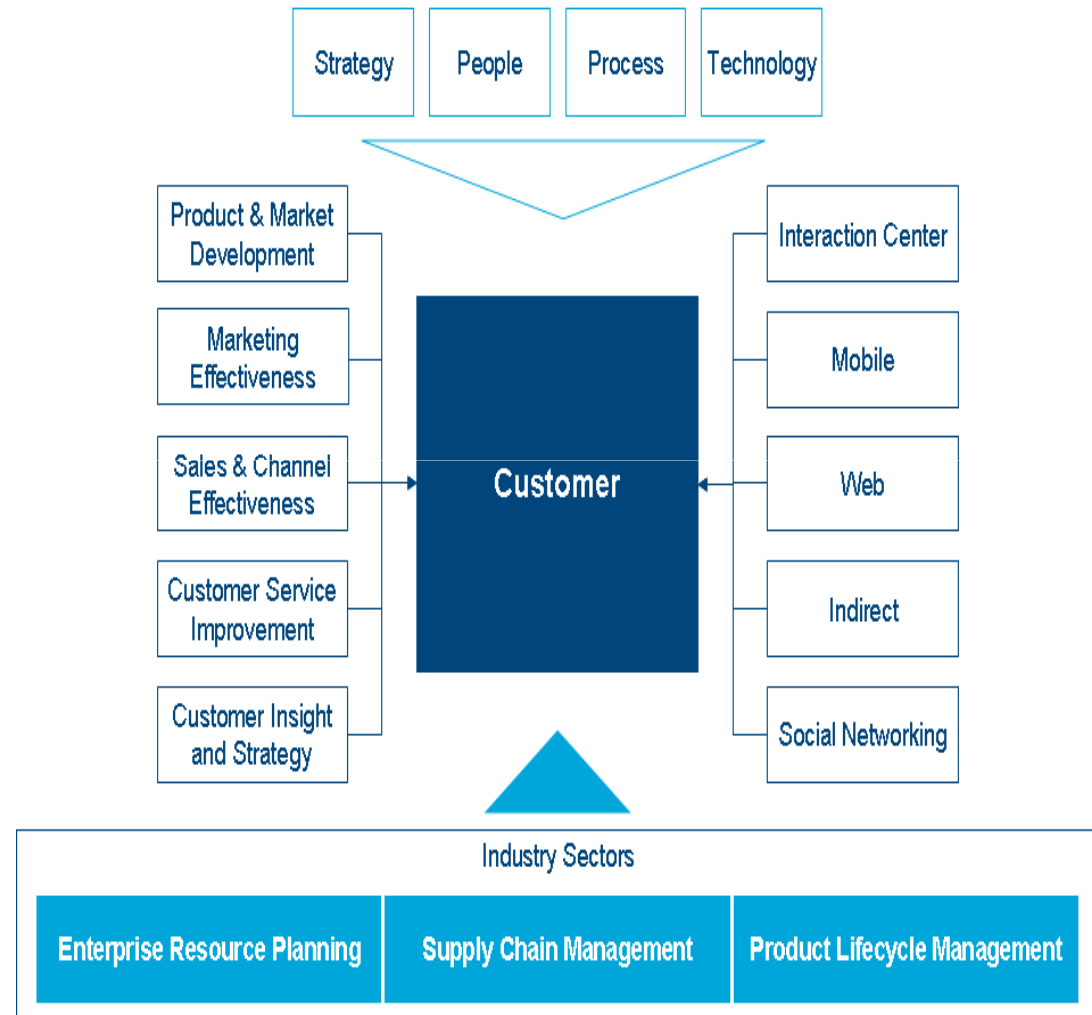 Strategy
People
Process
Technology
Product & Market
Development
Marketing
Effectiveness
Sales & Channel
Effectiveness
Customer Service
Improvement
Customer Insight
and Strategy
Customer
Interaction Center
Mobile
Web
Indirect
Social Networking
Industry Sectors
Enterprise Resource Planning
Supply Chain Management
Product Lifecycle Management